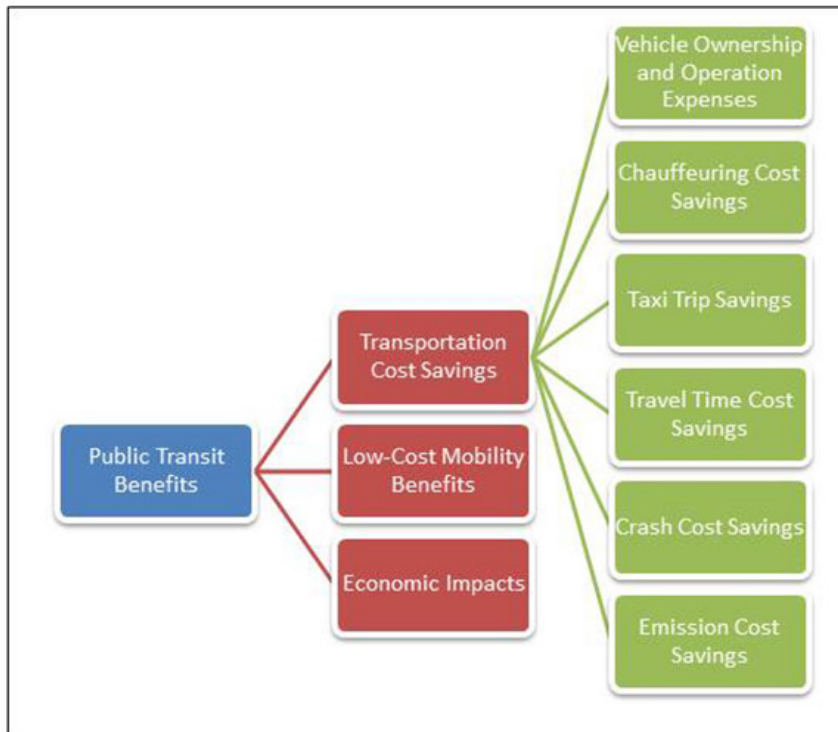 Public Transit
Benefits
Transportation
Cost Savings
Low-Cost Mobility
Benefits
Economic Impacts
Vehicle Ownership
and Operation
Expenses
Chauffeuring Cost
Savings
Taxi Trip Savings
Travel Time Cost
Savings
Crash Cost Savings
Emission Cost
Savings